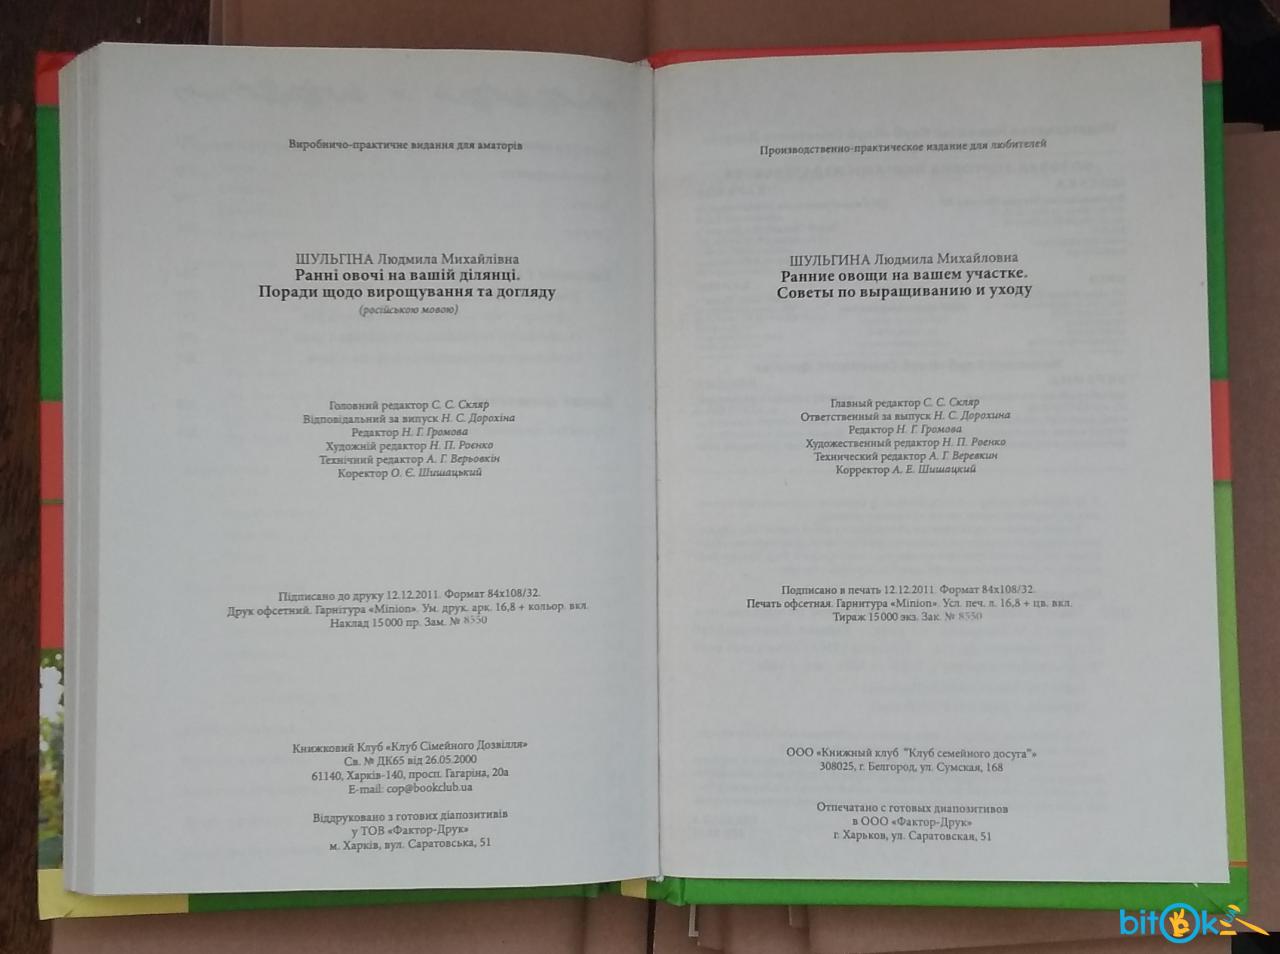 Виробничо-практичне видання для аматорів
ШУЛЬГІНА Людмила Михайлівна
Ранні овочі на вашій ділянці.
Поради щодо вирощування та догляду
(російською мовою)
Головний редактор С. С. Скляр
Відповідальний за випуск Н. С. Дорохіна
Редактор Н. Г. Громова
Художній редактор Н. П. Роєнко
Технічний редактор А. Г. Верьовкін
Коректор О. Є. Шишацький
Підписано до друку 12.12.2011. Формат 84х108/32.
Друк офсетний. Гарнітура «Minion». Ум. друк. арк. 16,8 + кольор. вкл.
Наклад 15 000 пр. Зам. № 8550
Книжковий Клуб «Клуб Сімейного Дозвілля»
Св. № ДК65 від 26.05.2000
61140, Харків-140, просп. Гагаріна, 20а
E-mail: cop@bookclub.ua
Віддруковано з готових діапозитивів
у ТОВ «Фактор-Друк»
м. Харків, вул. Саратовська, 51
Производственно-практическое издание для любителей
ШУЛЬГИНА Людмила Михайловна
Ранние овощи на вашем участке.
Советы по выращиванию и уходу
Главный редактор С. С. Скляр
Ответственный за выпуск Н. С. Дорохина
Редактор Н. Г. Громова
Художественный редактор Н. П. Роенко
Технический редактор А. Г. Веревкин
Корректор А. Е. Шишацкий
Подписано в печать 12.12.2011. Формат 84х108/32.
Печать офсетная. Гарнитура «Minion». Усл. печ. л. 16,8 + цв. вкл.
Тираж 15 000 экз. Зак. № 8550
ООО «Книжный клуб "Клуб семейного досуга"»
308025, г. Белгород, ул. Сумская, 168
Отпечатано с готовых диапозитивов
в ООО «Фактор-Друк»
г. Харьков, ул. Саратовская, 51
bitOk